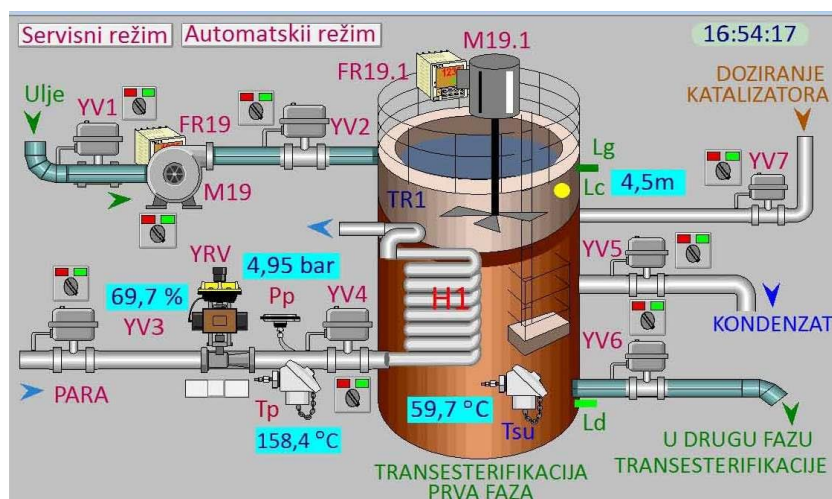 Servisni režim
Automatskii režim
M19.1
16:54:17
FR19.1
DOZIRANJE
KATALIZATORA
Ulje
YV1
FR19
YV2
Lg
YV7
Lc
4,5m
M19
TR1
YRV
4,95 bar
YV5
69,7 %
Pp
YV4
H1
YV3
KONDENZAT
YV6
PARA
Tp
59,7 °C
Tsu
Ld
158,4 °C
U DRUGU FAZU
TRANSESTERIFIKACIJE
TRANSESTERIFIKACIJA
PRVA FAZA